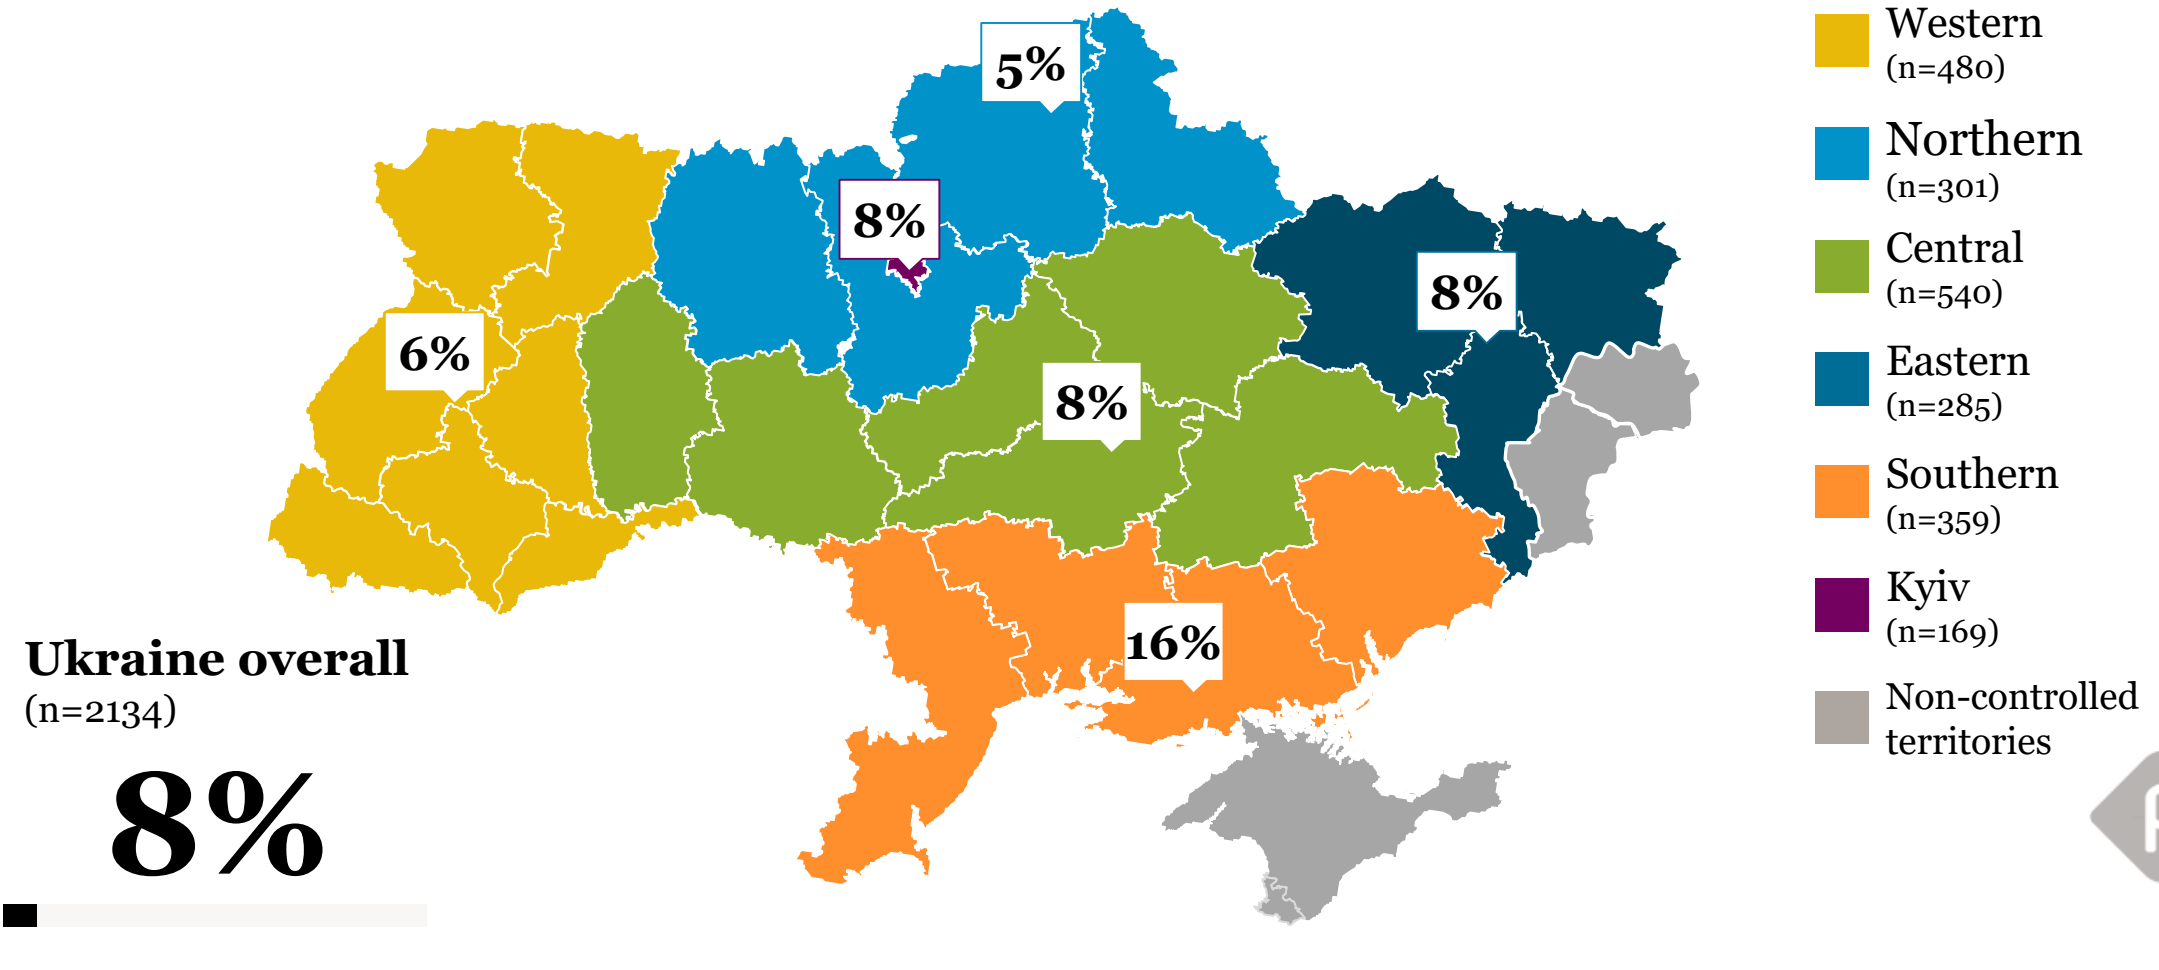 5%
8%
8%
6%
8%
16%
Ukraine overall
(n=2134)
8%
Western
(n=480)
Northern
(n=301)
Central
(n=540)
Eastern
(n=285)
Southern
(n=359)
Kyiv
(n=169)
Non-controlled
territories